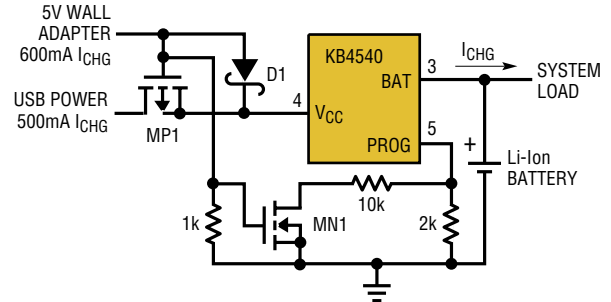 5V WALL
ADAPTER
600mA ICHG
USB POWER
500mA ICHG
MP1
D1
KB4540
BAT
VCC
PROG
3
4
5
ICHG
SYSTEM
LOAD
+
Li-Ion
BATTERY
1k
MN1
10k
2k